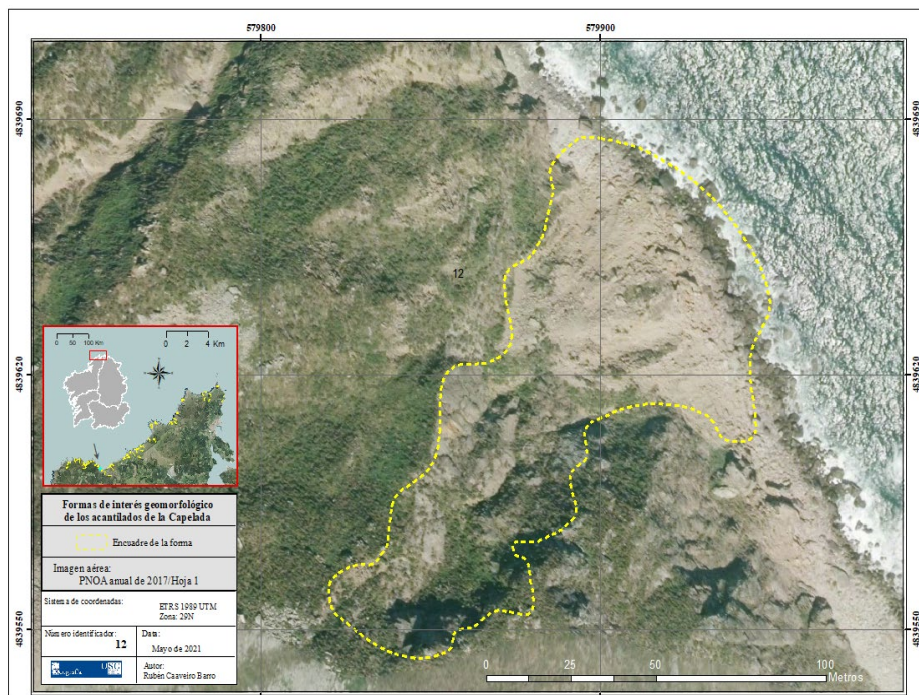 579800
579900
4839690
4839690
12
4839620
4839620
0 50 100 Km
0 2 4 Km
Formas de interés geomorfológico
de los acantilados de la Capelada
Encuadre de la forma
Imagen aérea:
PNOA anual de 2017/Hoja 1
Sistema de coordenadas:
ETRS 1989 UTM
Zona: 29N
Número identificador:
12
Data:
Mayo de 2021
Autor:
Rubén Caaveiro Barro
4839550
4839550
0 25 50 100
Metros